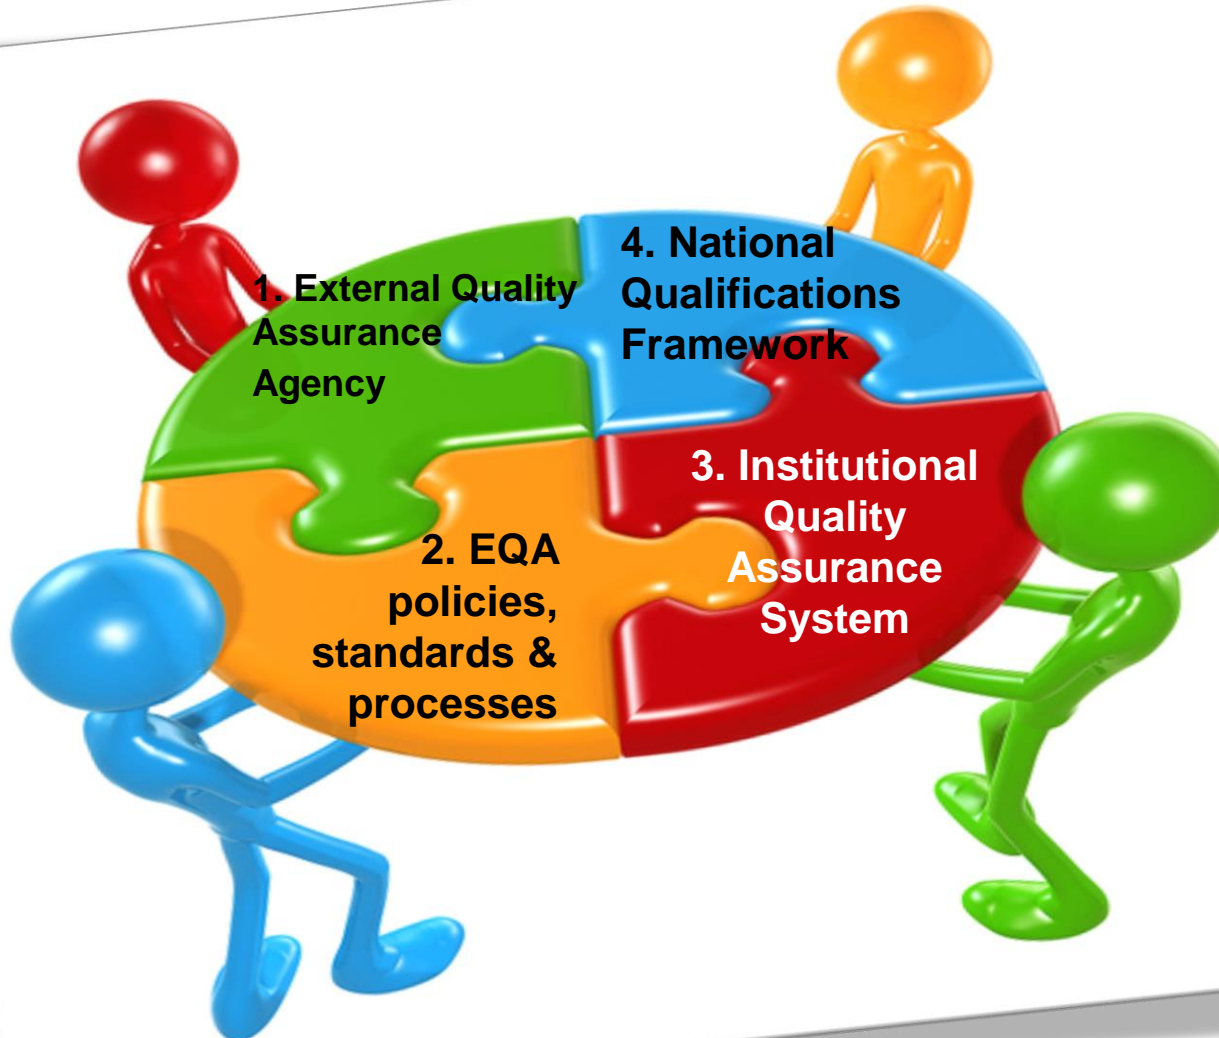 1. External Quality
Assurance
Agency
2. EQA
policies,
standards &
processes
3. Institutional
Quality
Assurance
System
4. National
Qualifications
Framework